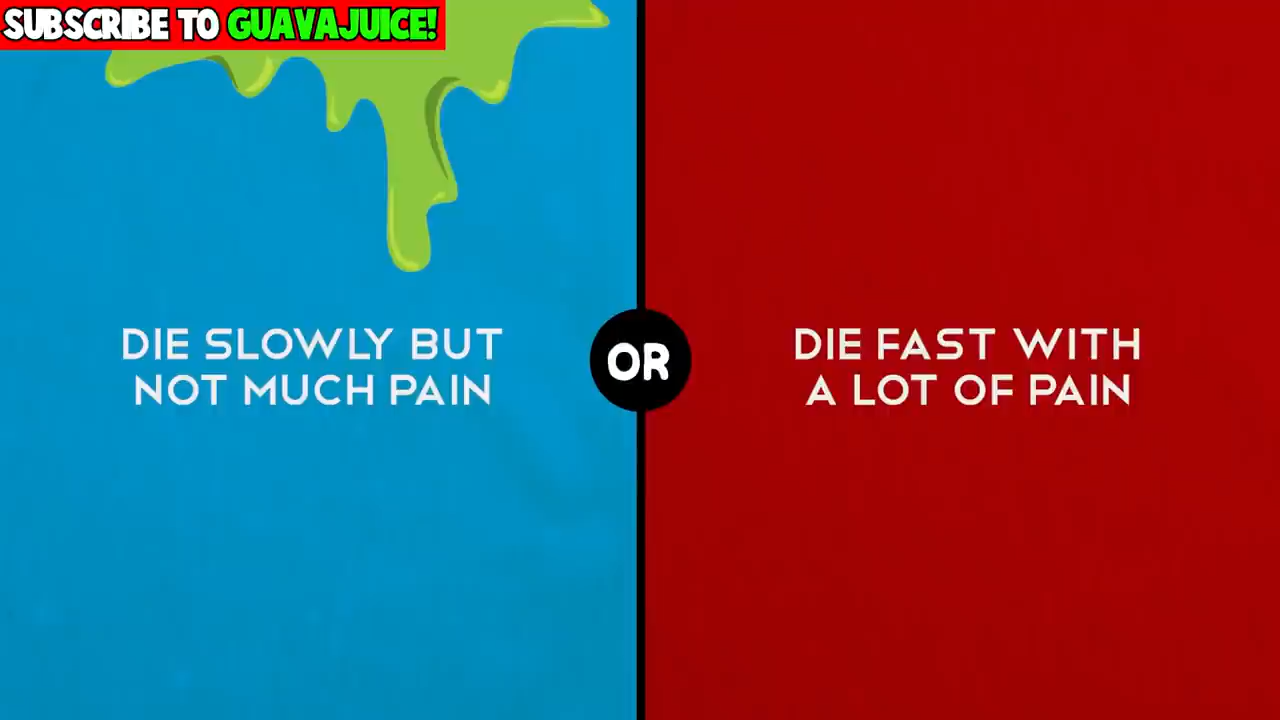 SUBSCRIBE TO GUAVAJUICE!
DIE SLOWLY BUT
NOT MUCH PAIN
OR
DIE FAST WITH
A LOT OF PAIN